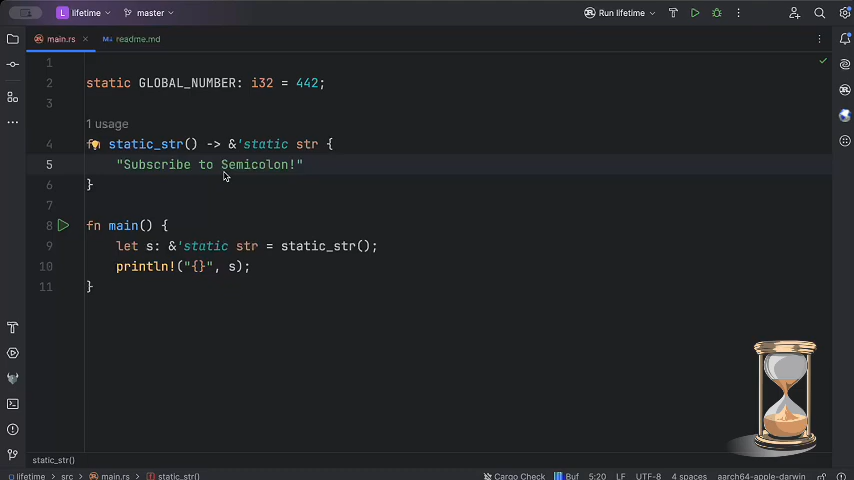 L lifetime master Run lifetime
main.rs readme.md
1
2 static GLOBAL_NUMBER: i32 = 442;
3
1 usage
4 fn static_str() -> &'static str {
5 "Subscribe to Semicolon!"
6 }
7
8 fn main() {
9 let s: &'static str = static_str();
10 println!("{}", s);
11 }
static_str()
lifetime src main.rs static_str() Cargo Check Buf 5:20 LF UTF-8 4 spaces aarch64-apple-darwin